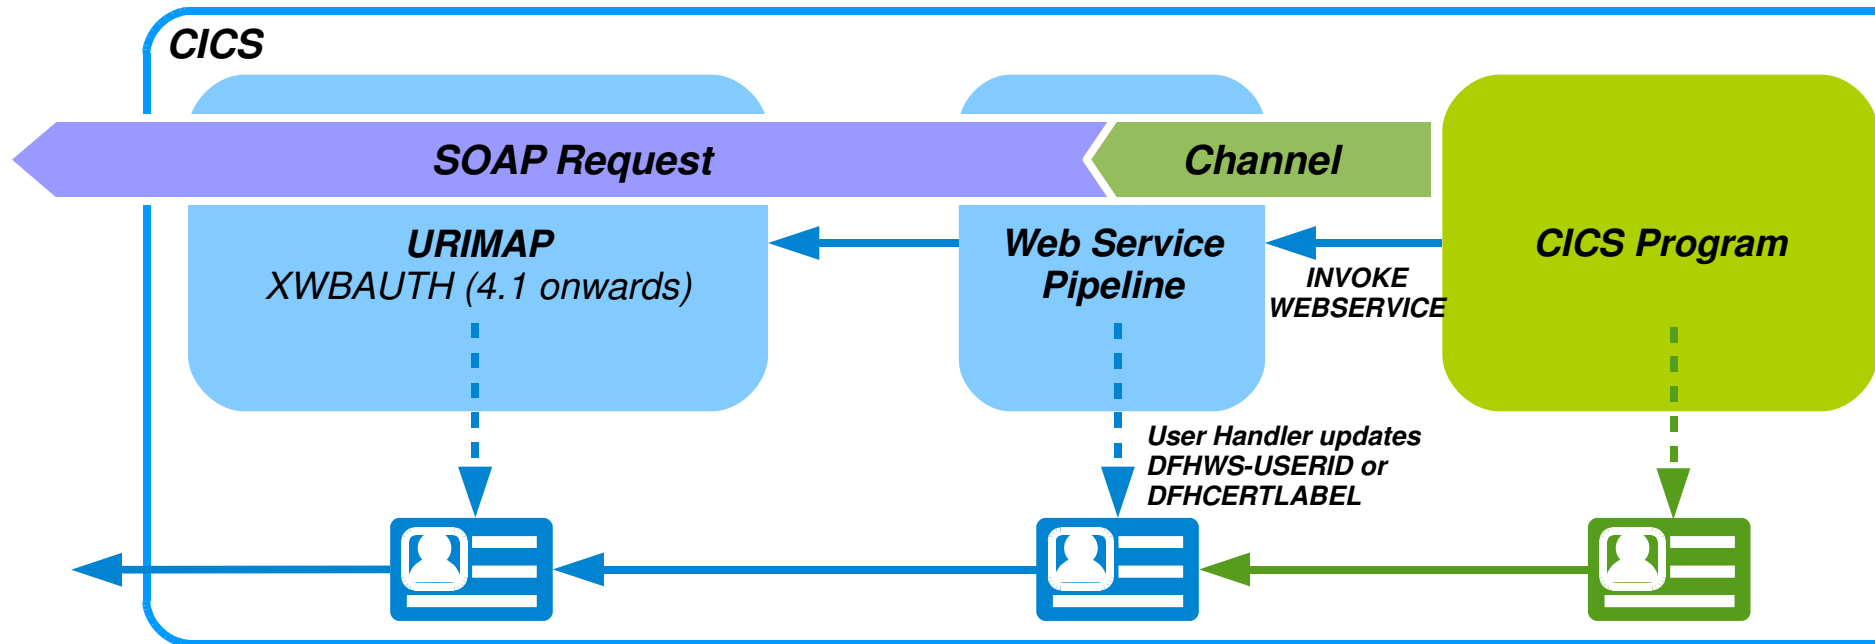 CICS
SOAP Request
Channel
URIMAP
XWBAUTH (4.1 onwards)
Web Service
Pipeline
INVOKE
WEBSERVICE
CICS Program
User Handler updates
DFHWS-USERID or
DFHCERTLABEL